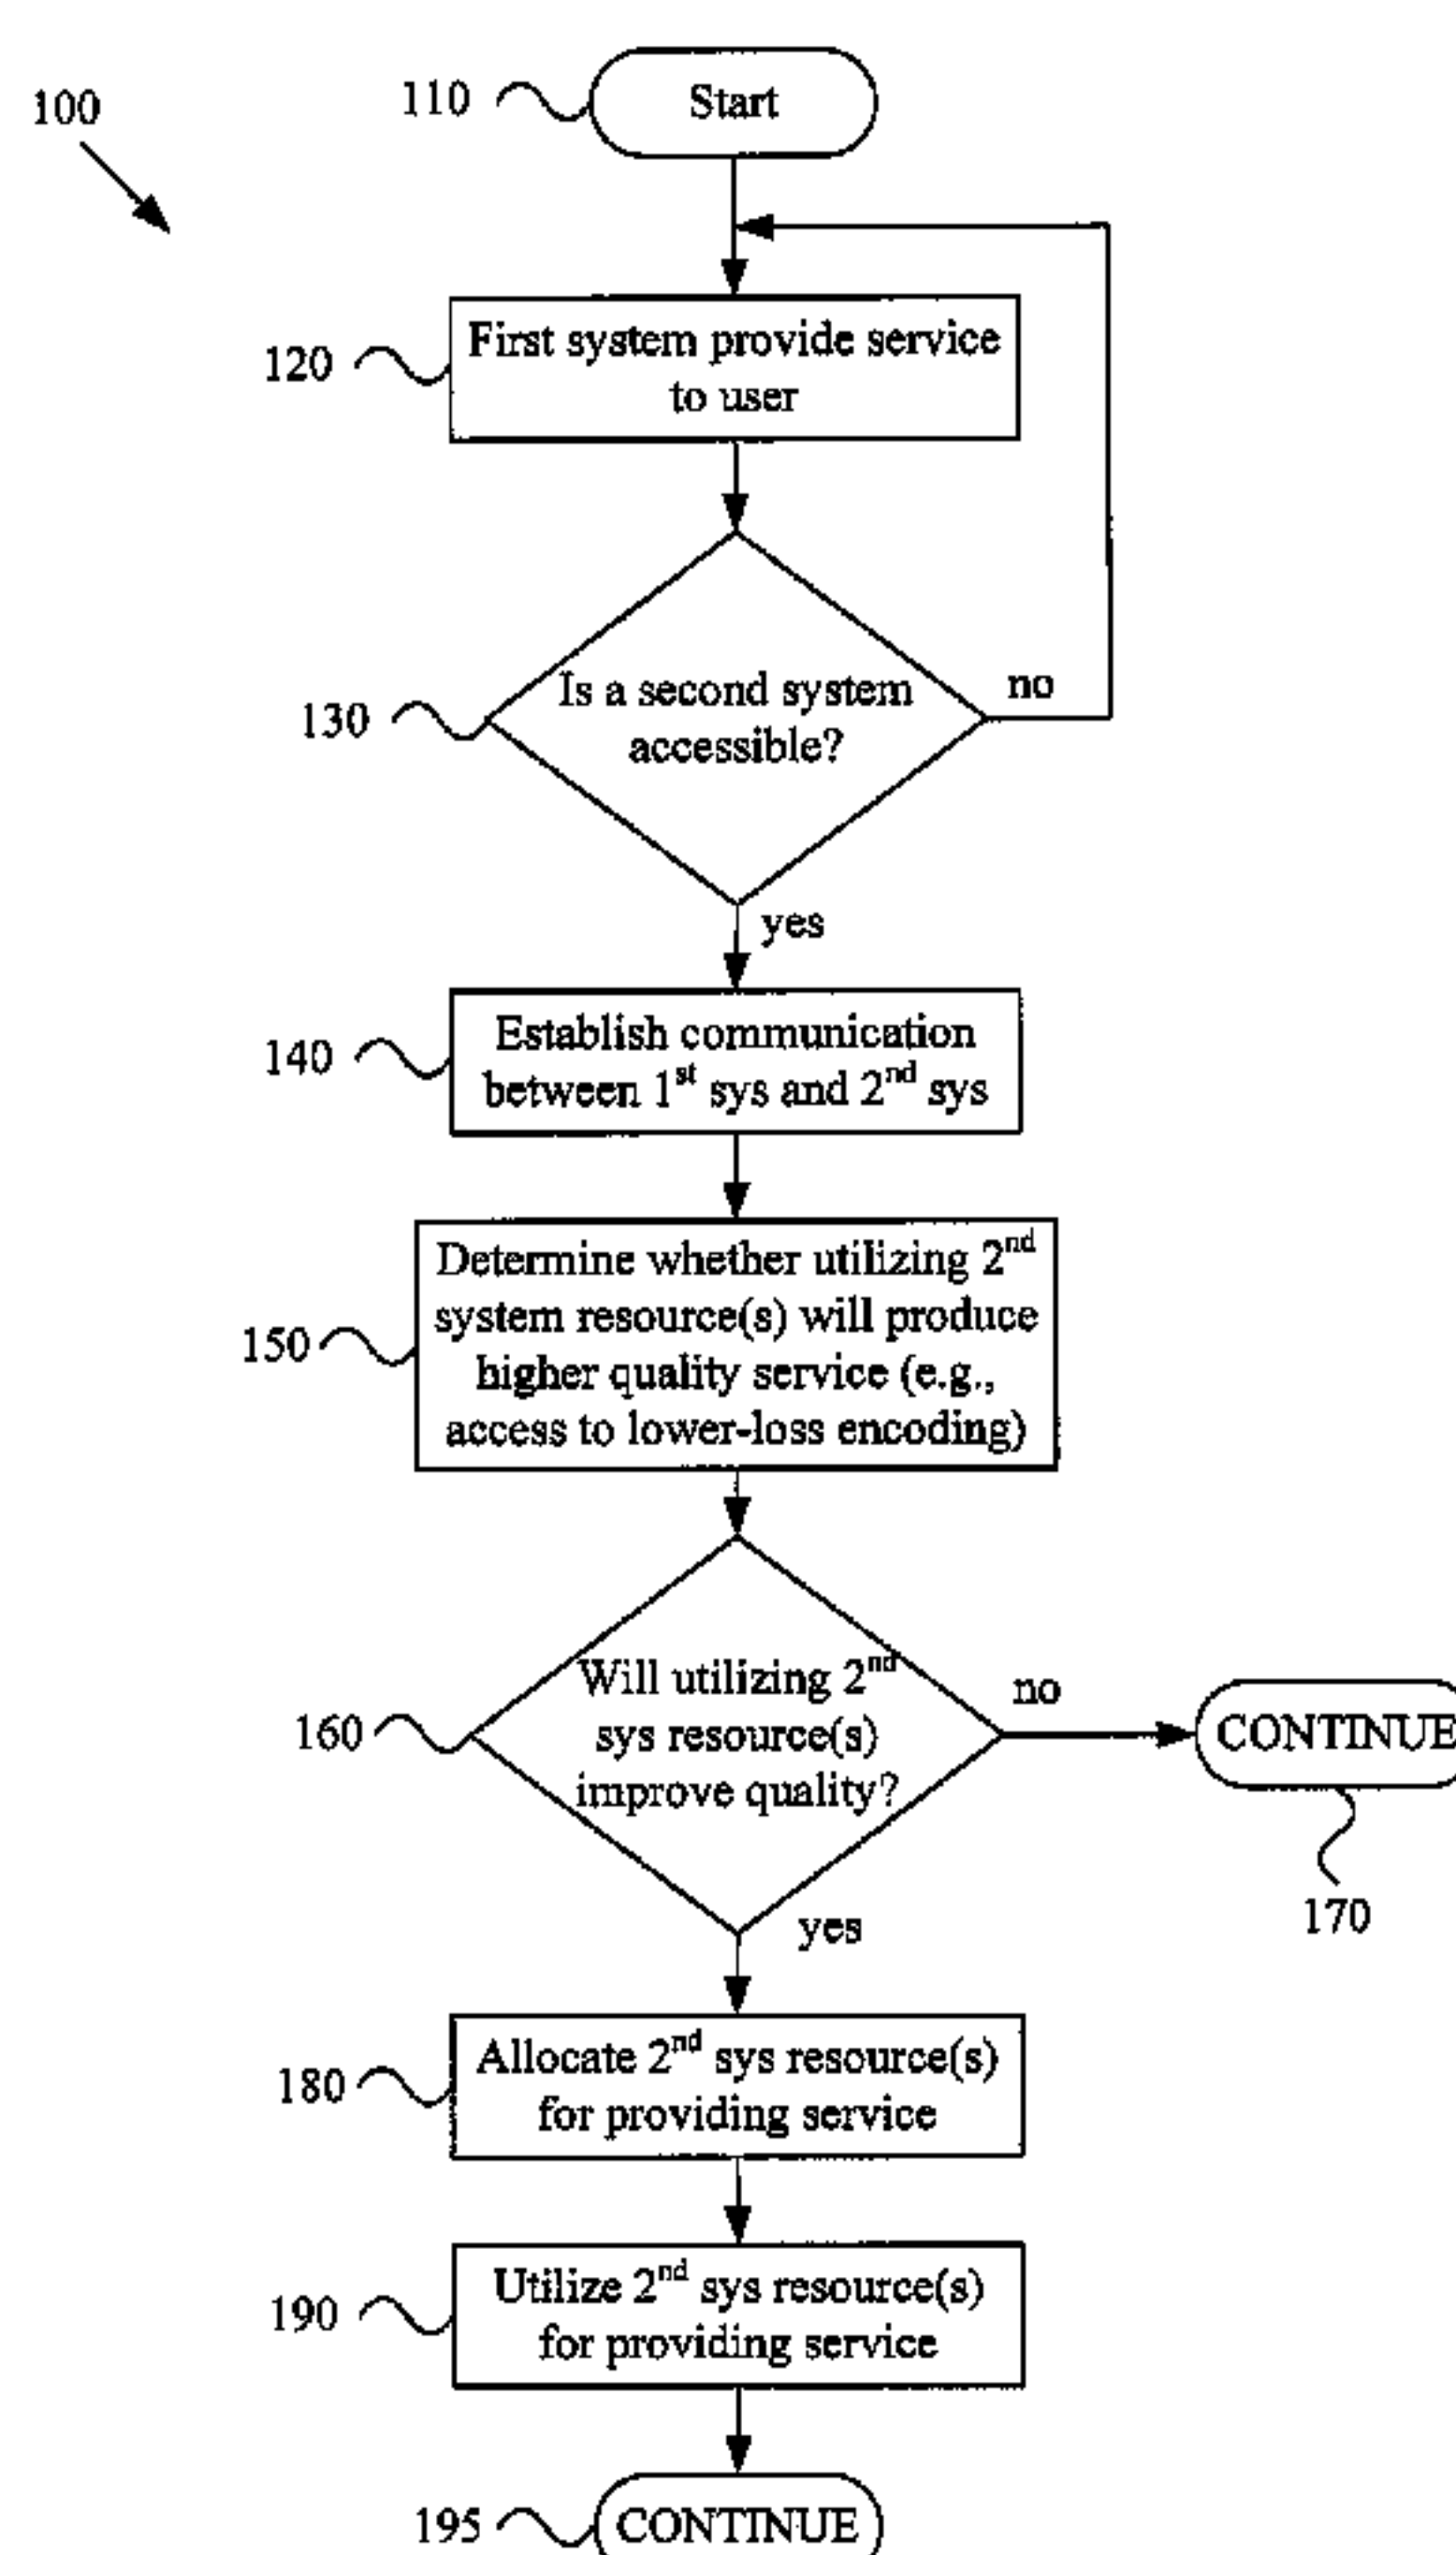 100
110
Start
120
First system provide service
to user
130
Is a second system
accessible?
no
yes
140
Establish communication
between 1st sys and 2nd sys
150
Determine whether utilizing 2nd
system resource(s) will produce
higher quality service (e.g.,
access to lower-loss encoding)
160
Will utilizing 2nd
sys resource(s)
improve quality?
no
CONTINUE
170
yes
180
Allocate 2nd sys resource(s)
for providing service
190
Utilize 2nd sys resource(s)
for providing service
195
CONTINUE